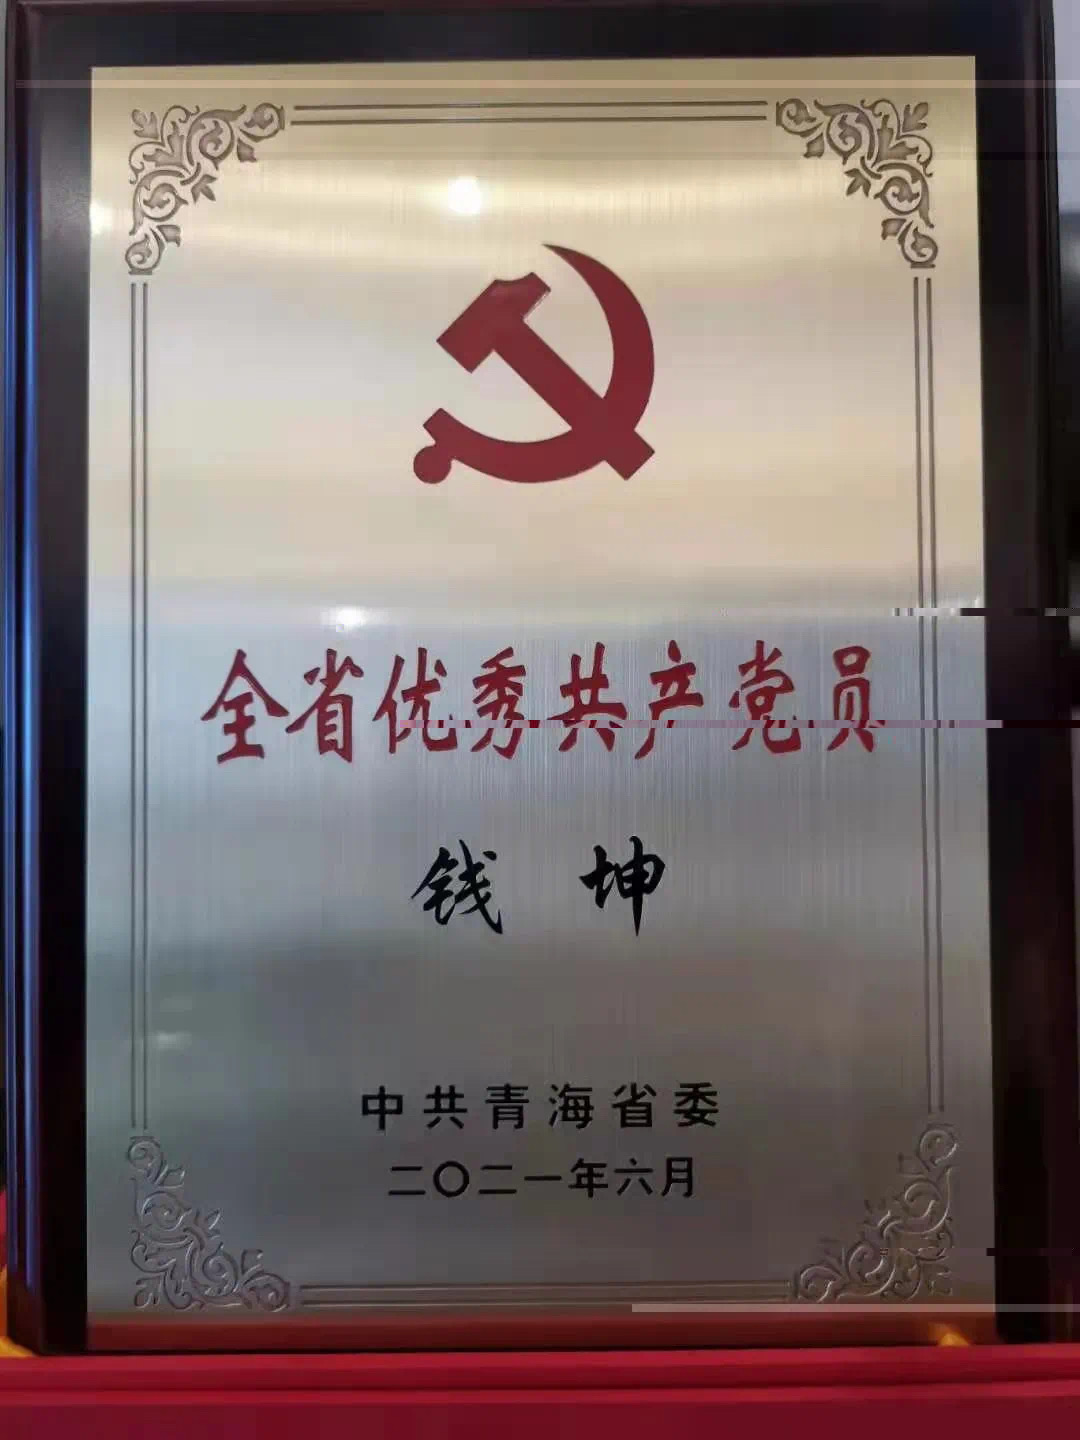 全省优秀共产党员
钱 坤
中共青海省委
二〇二一年六月